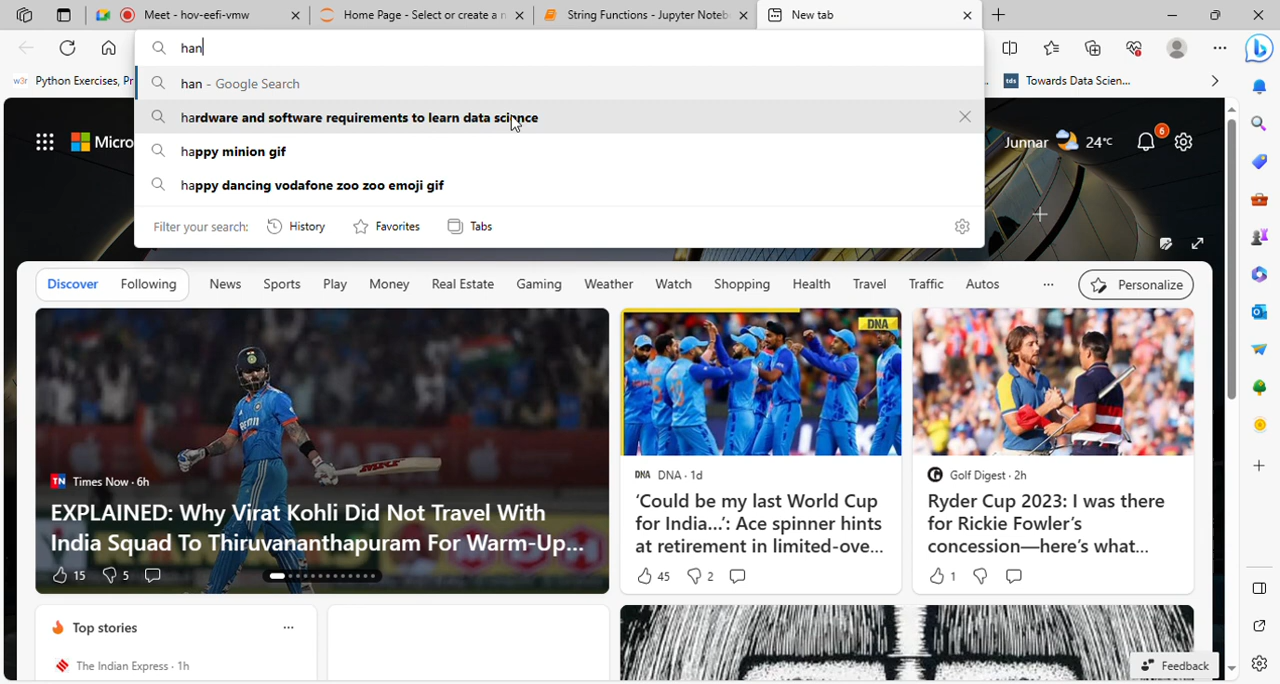 Meet - hov-eefi-vmw
Home Page - Select or create a n
String Functions - Jupyter Noteb
New tab
han
Python Exercises, Pr
Towards Data Scien...
han - Google Search
hardware and software requirements to learn data science
happy minion gif
happy dancing vodafone zoo zoo emoji gif
Filter your search: History Favorites Tabs
Micro
Junnar 24°C 6
Discover Following News Sports Play Money Real Estate Gaming Weather Watch Shopping Health Travel Traffic Autos ... Personalize
TN Times Now · 6h
EXPLAINED: Why Virat Kohli Did Not Travel With
India Squad To Thiruvananthapuram For Warm-Up...
15 5
DNA
DNA DNA · 1d
‘Could be my last World Cup
for India...’: Ace spinner hints
at retirement in limited-ove...
45 2
Golf Digest · 2h
Ryder Cup 2023: I was there
for Rickie Fowler’s
concession—here’s what...
1
Top stories ...
The Indian Express · 1h
Feedback